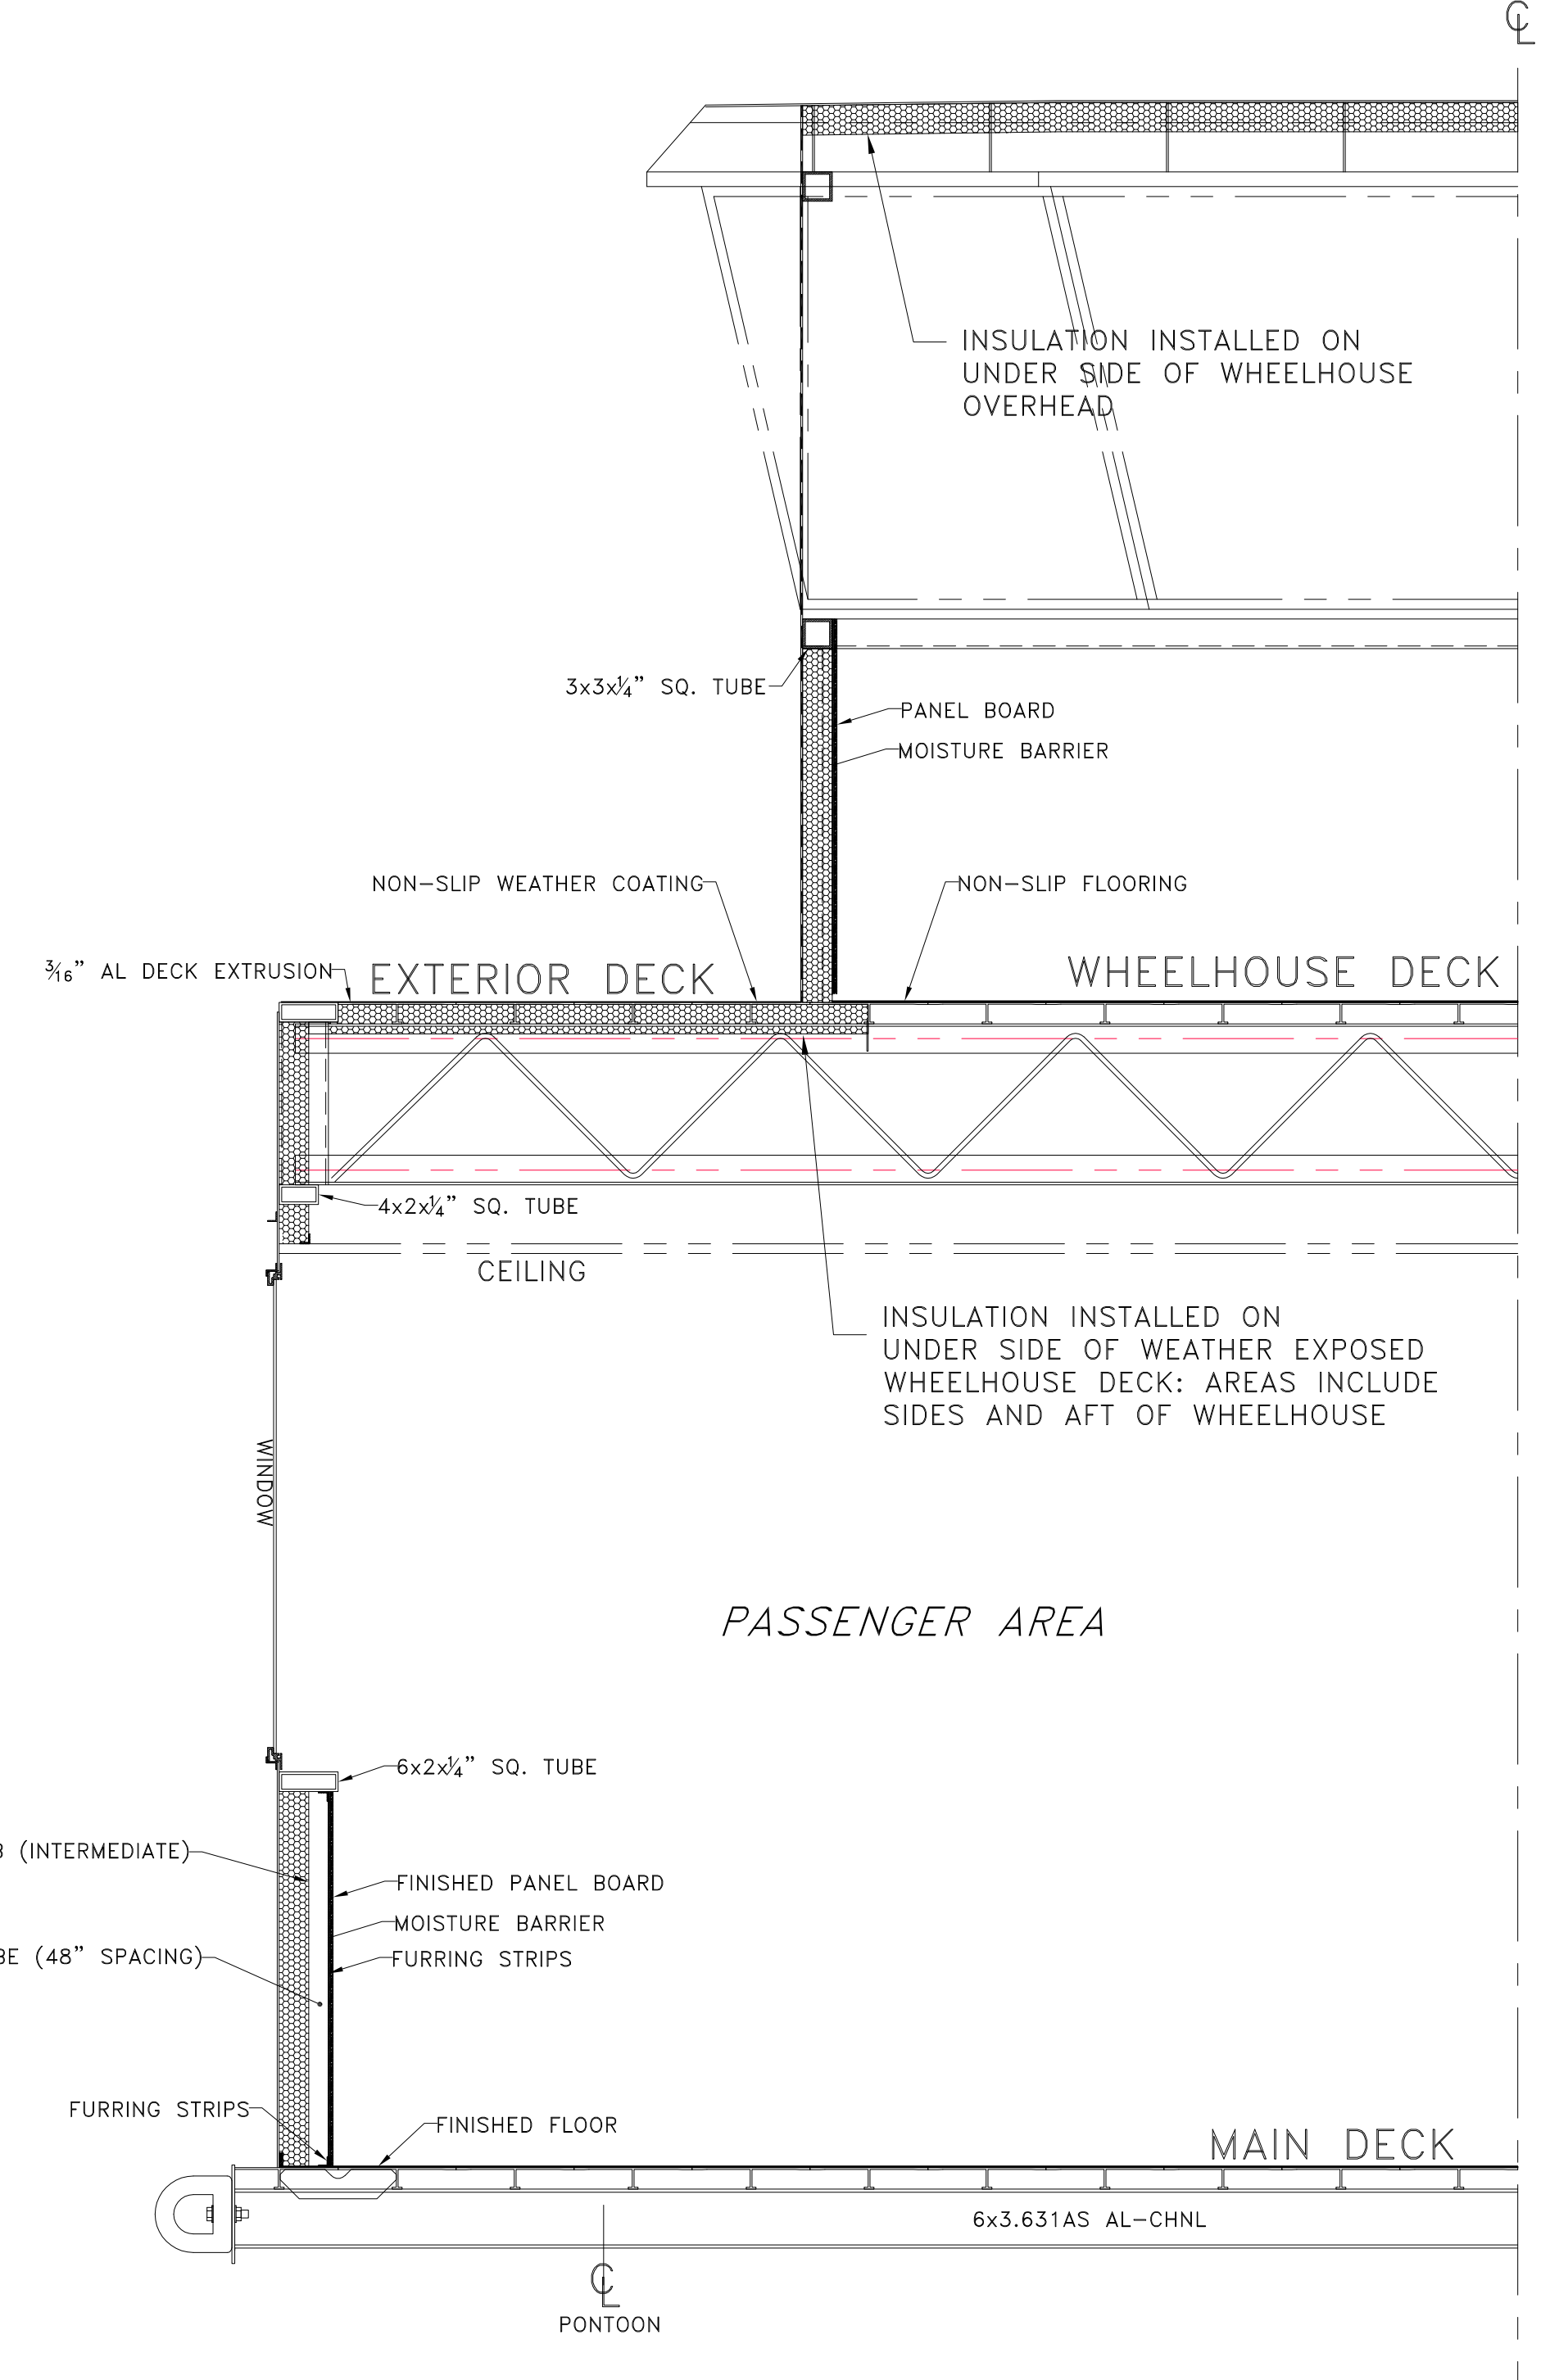 ℄
INSULATION INSTALLED ON
UNDER SIDE OF WHEELHOUSE
OVERHEAD
3x3x¼” SQ. TUBE
PANEL BOARD
MOISTURE BARRIER
NON-SLIP WEATHER COATING
NON-SLIP FLOORING
3⁄16” AL DECK EXTRUSION
EXTERIOR DECK
WHEELHOUSE DECK
4x2x¼” SQ. TUBE
CEILING
INSULATION INSTALLED ON
UNDER SIDE OF WEATHER EXPOSED
WHEELHOUSE DECK: AREAS INCLUDE
SIDES AND AFT OF WHEELHOUSE
WINDOW
PASSENGER AREA
6x2x¼” SQ. TUBE
(INTERMEDIATE)
FINISHED PANEL BOARD
MOISTURE BARRIER
FURRING STRIPS
BE (48” SPACING)
FURRING STRIPS
FINISHED FLOOR
MAIN DECK
6x3.631AS AL-CHNL
℄
PONTOON